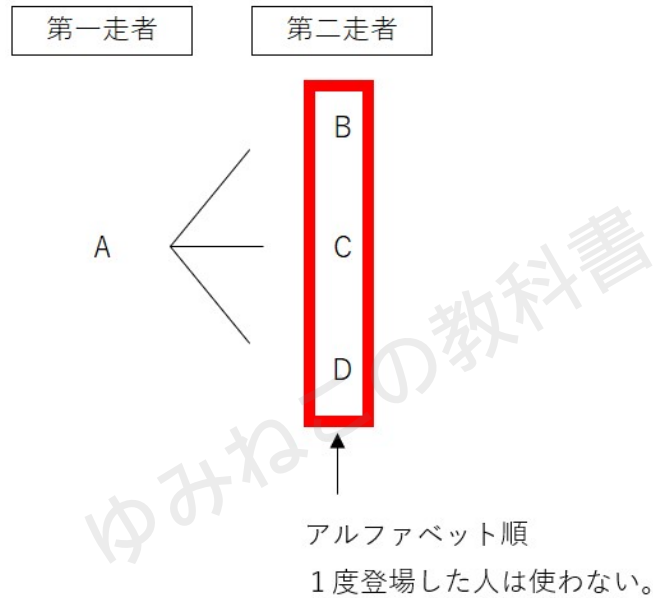 第一走者
第二走者
B
A
C
D
ゆみねこの教科書
アルファベット順
１度登場した人は使わない。